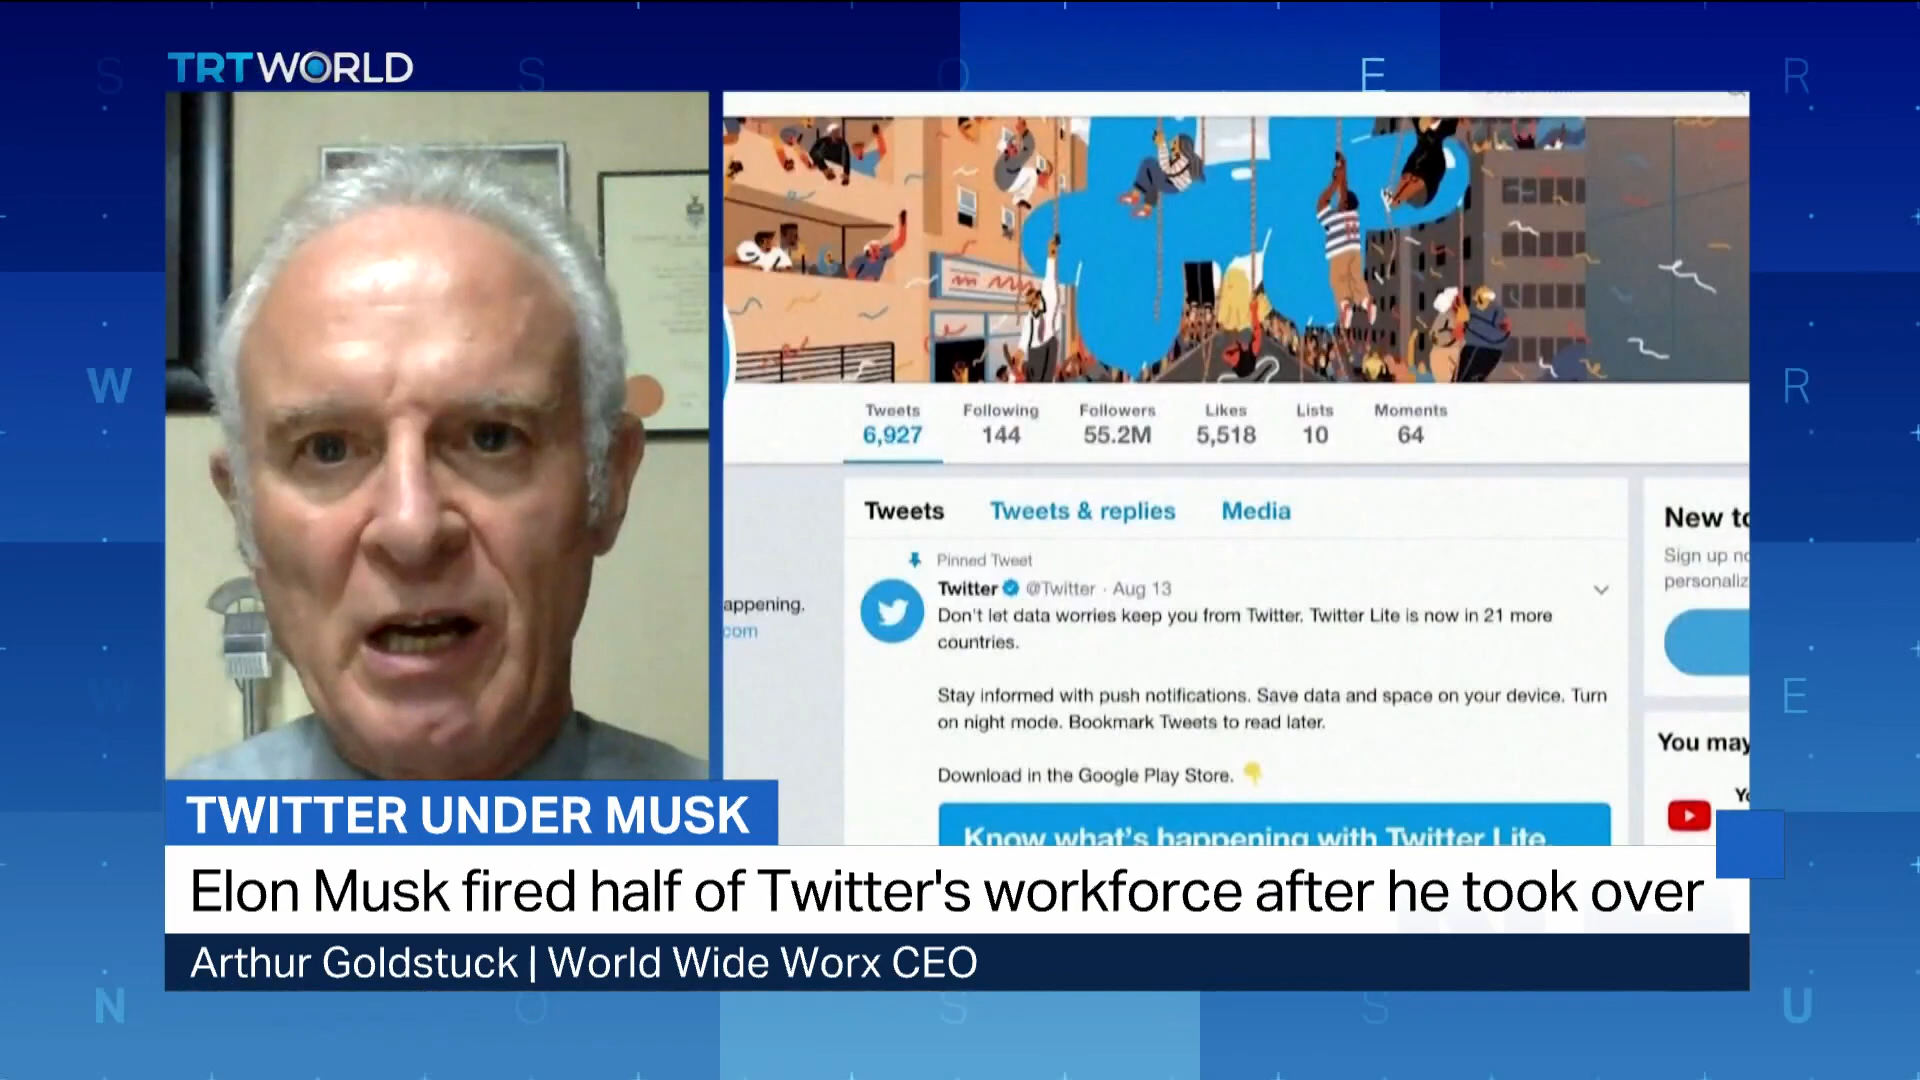 TRT WORLD
Tweets Following Followers Likes Lists Moments
6,927 144 55.2M 5,518 10 64
Tweets Tweets & replies Media
Pinned Tweet
Twitter @Twitter · Aug 13
Don't let data worries keep you from Twitter. Twitter Lite is now in 21 more
countries.
Stay informed with push notifications. Save data and space on your device. Turn
on night mode. Bookmark Tweets to read later.
Download in the Google Play Store.
Know what's happening with Twitter Lite
appening.
com
New to
Sign up no
personaliz
You may
TWITTER UNDER MUSK
Elon Musk fired half of Twitter's workforce after he took over
Arthur Goldstuck | World Wide Worx CEO
S S O E R
W R
W E
N O S S U